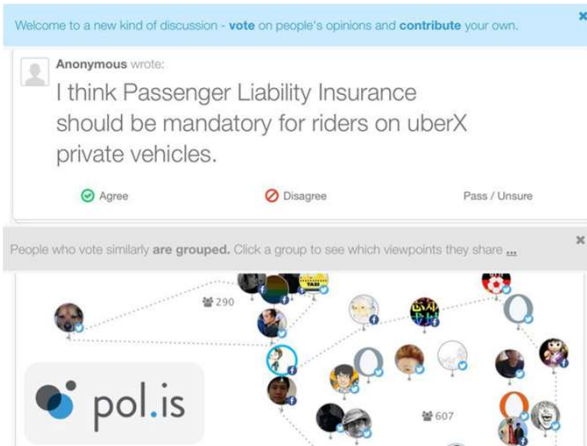 Welcome to a new kind of discussion - vote on people's opinions and contribute your own.
Anonymous wrote:
I think Passenger Liability Insurance
should be mandatory for riders on uberX
private vehicles.
Agree
Disagree
Pass / Unsure
People who vote similarly are grouped. Click a group to see which viewpoints they share ...
TAXI
290
607
pol.is